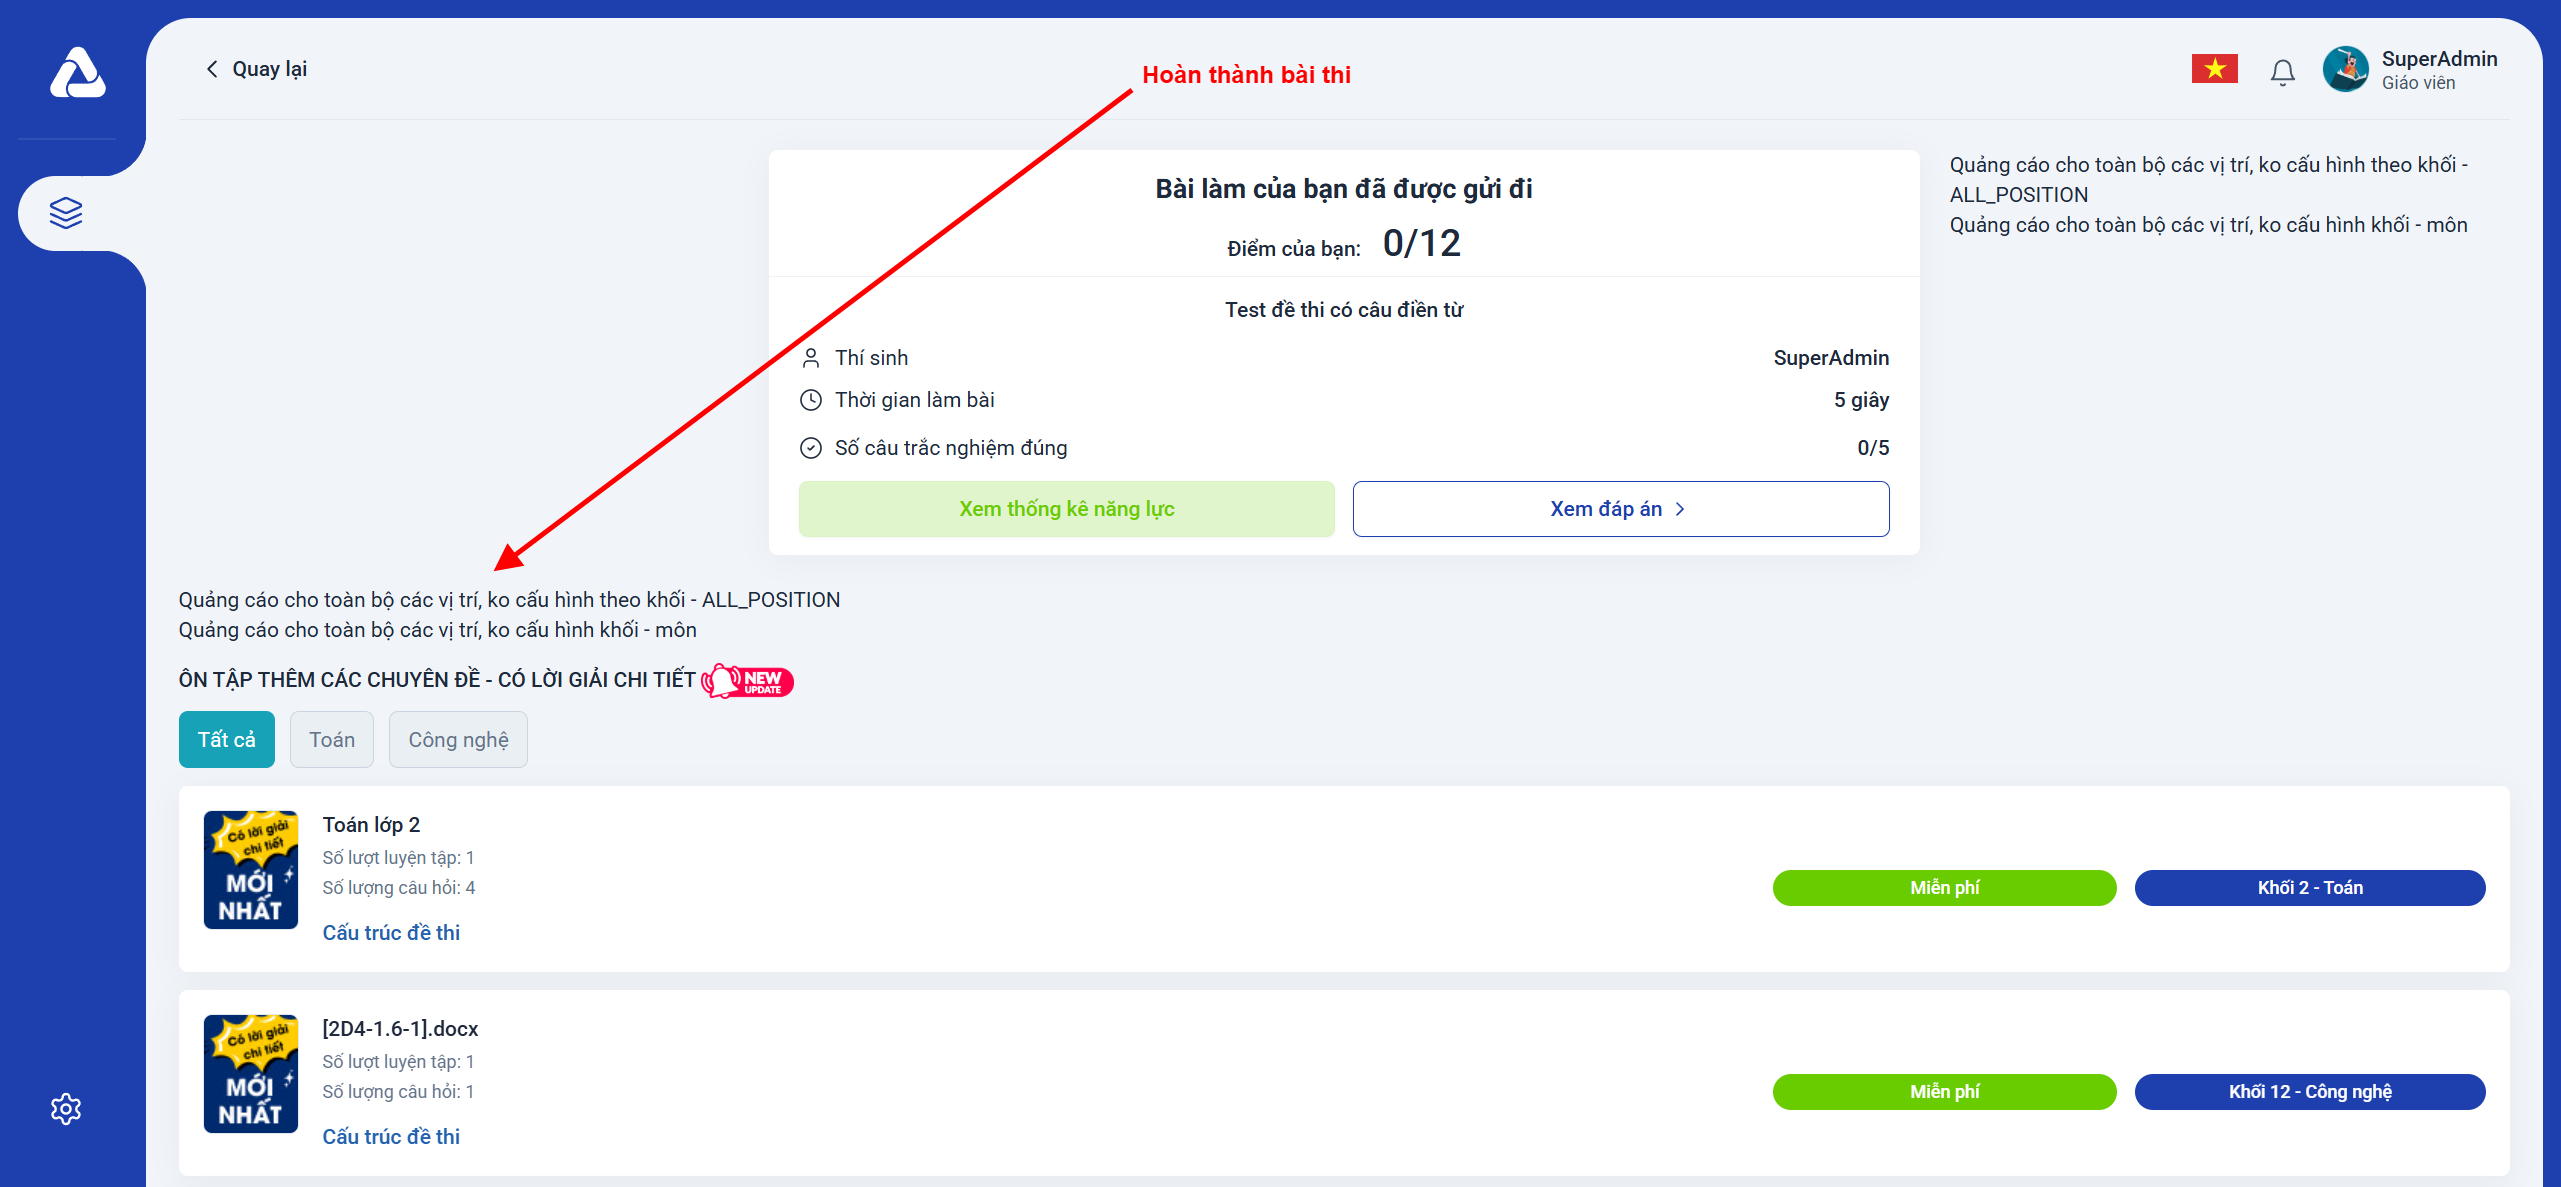 Quay lại
Hoàn thành bài thi
SuperAdmin
Giáo viên
Bài làm của bạn đã được gửi đi
Điểm của bạn: 0/12
Test đề thi có câu điền từ
Thí sinh SuperAdmin
Thời gian làm bài 5 giây
Số câu trắc nghiệm đúng 0/5
Xem thống kê năng lực
Xem đáp án
Quảng cáo cho toàn bộ các vị trí, ko cấu hình theo khối -
ALL_POSITION
Quảng cáo cho toàn bộ các vị trí, ko cấu hình khối - môn
Quảng cáo cho toàn bộ các vị trí, ko cấu hình theo khối - ALL_POSITION
Quảng cáo cho toàn bộ các vị trí, ko cấu hình khối - môn
ÔN TẬP THÊM CÁC CHUYÊN ĐỀ - CÓ LỜI GIẢI CHI TIẾT
NEW
UPDATE
Tất cả
Toán
Công nghệ
Có lời giải
chi tiết
MỚI
NHẤT
Toán lớp 2
Số lượt luyện tập: 1
Số lượng câu hỏi: 4
Cấu trúc đề thi
Miễn phí
Khối 2 - Toán
Có lời giải
chi tiết
MỚI
NHẤT
[2D4-1.6-1].docx
Số lượt luyện tập: 1
Số lượng câu hỏi: 1
Cấu trúc đề thi
Miễn phí
Khối 12 - Công nghệ